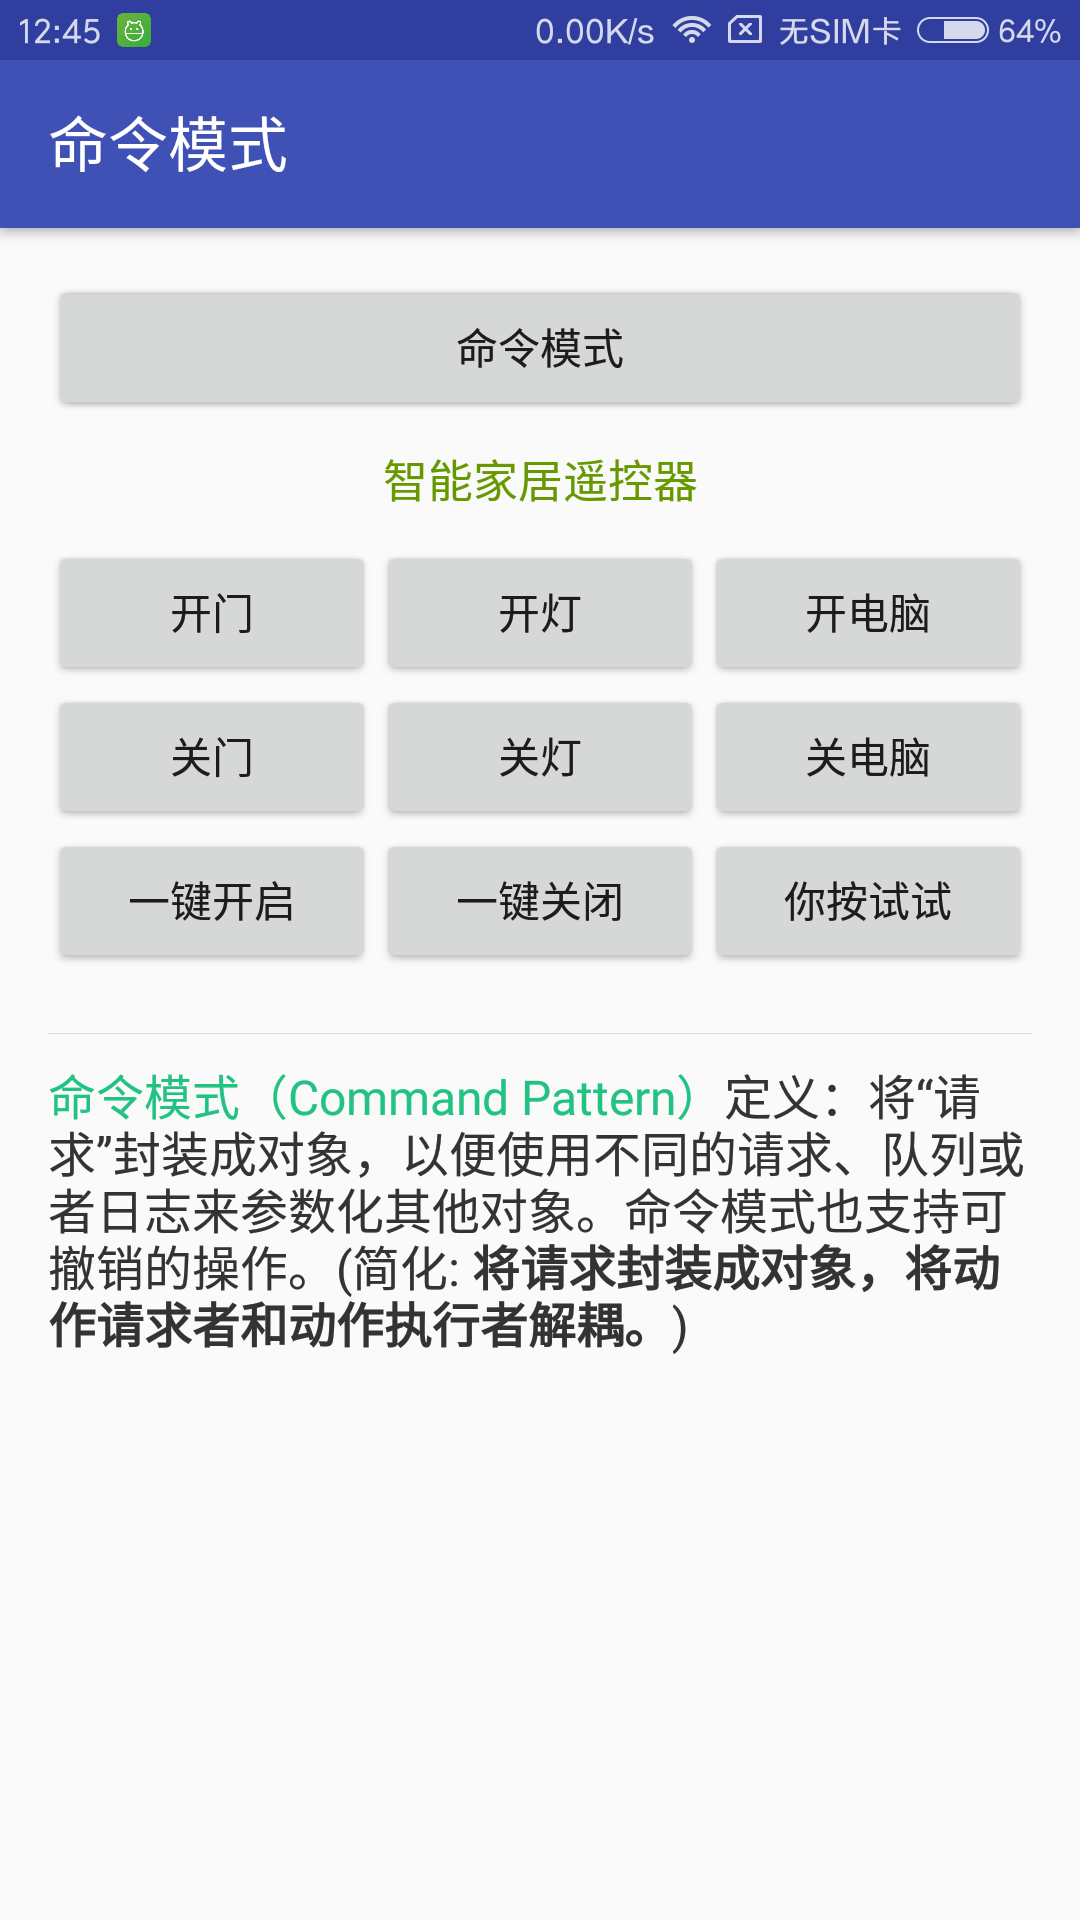 12:45 0.00K/s 无SIM卡 64%
命令模式
命令模式
智能家居遥控器
开门 开灯 开电脑
关门 关灯 关电脑
一键开启 一键关闭 你按试试
命令模式（Command Pattern）定义：将“请
求”封装成对象，以便使用不同的请求、队列或
者日志来参数化其他对象。命令模式也支持可
撤销的操作。(简化: 将请求封装成对象，将动
作请求者和动作执行者解耦。)